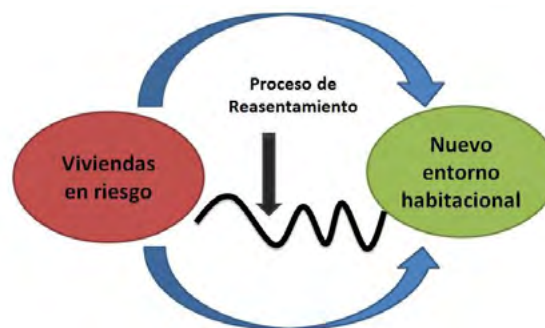 Proceso de
Reasentamiento
Viviendas
en riesgo
Nuevo
entorno
habitacional